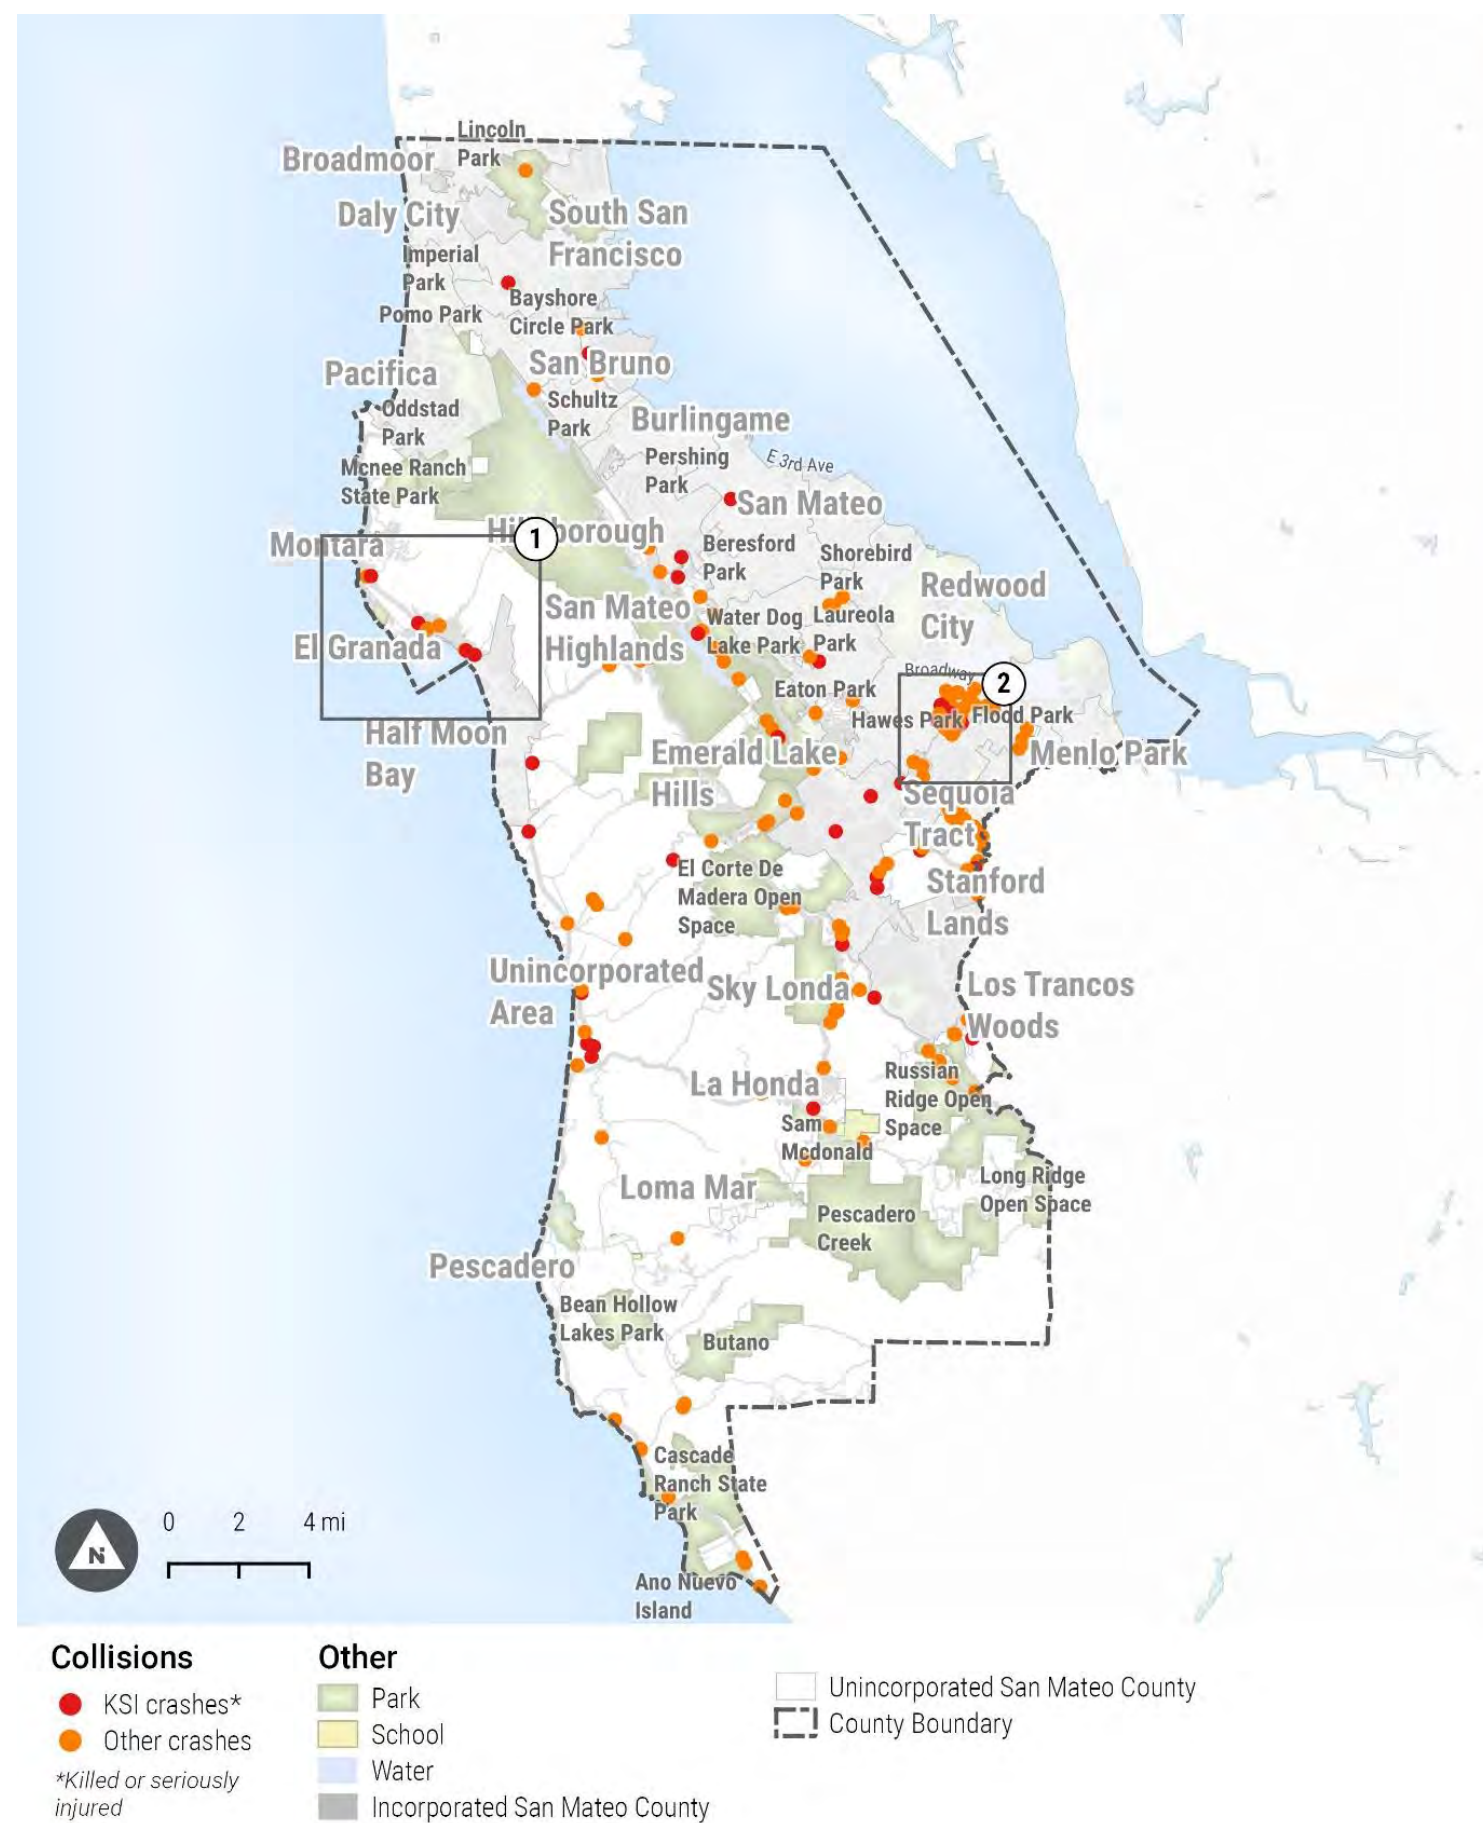 Lincoln
Park
Broadmoor
Daly City
South San
Francisco
Imperial
Park
Bayshore
Circle Park
Pomo Park
San Bruno
Pacifica
Schultz
Park
Oddstad
Park
Burlingame
Pershing
Park
E 3rd Ave
Mcnee Ranch
State Park
San Mateo
Hillsborough
1
Montara
Beresford
Park
Shorebird
Park
Redwood
City
San Mateo
Highlands
Water Dog
Lake Park
Laureola
Park
El Granada
Broadway
2
Eaton Park
Hawes Park
Flood Park
Half Moon
Bay
Emerald Lake
Hills
Menlo Park
Sequoia
Tract
El Corte De
Madera Open
Space
Stanford
Lands
Unincorporated
Area
Sky Londa
Los Trancos
Woods
La Honda
Russian
Ridge Open
Space
Sam
Mcdonald
Long Ridge
Open Space
Loma Mar
Pescadero
Creek
Pescadero
Bean Hollow
Lakes Park
Butano
Cascade
Ranch State
Park
Ano Nuevo
Island
N
0 2 4 mi
Collisions
KSI crashes*
Other crashes
*Killed or seriously
injured
Other
Park
School
Water
Incorporated San Mateo County
Unincorporated San Mateo County
County Boundary